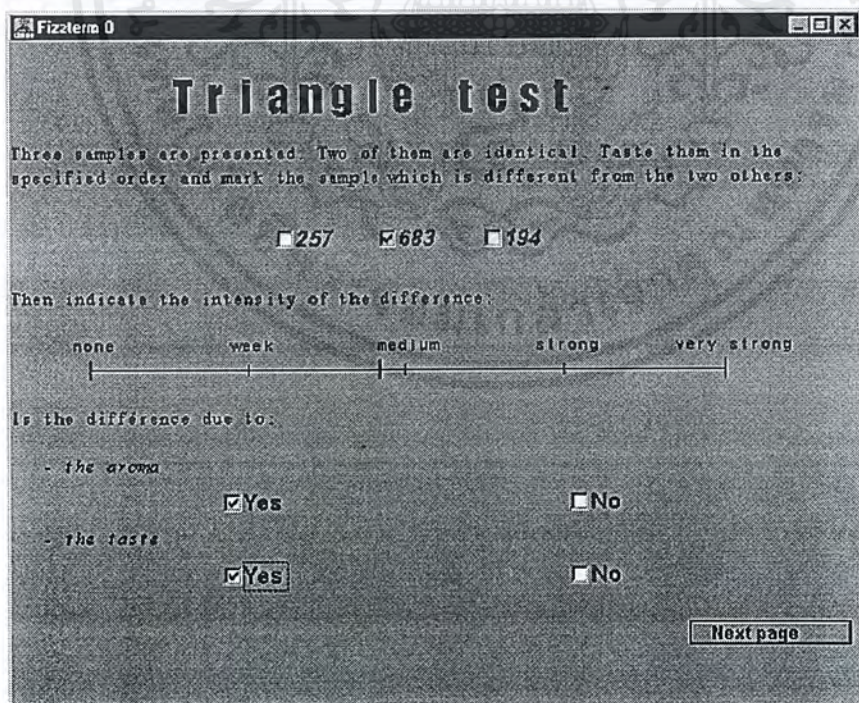 Fizzterm 0
Triangle test
Three samples are presented. Two of them are identical. Taste them in the
specified order and mark the sample which is different from the two others:
257 683 194
Then indicate the intensity of the difference:
none week medium strong very strong
Is the différence due to:
- the aroma
Yes No
- the taste
Yes No
Next page